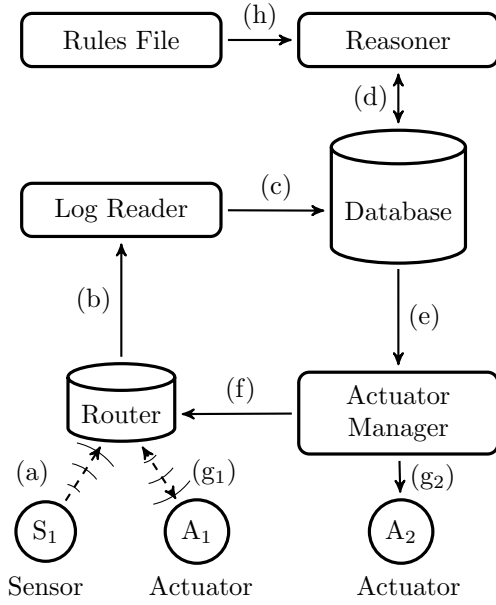 (h)
Rules File
Reasoner
(d)
(c)
Log Reader
Database
(b)
(e)
Actuator
Manager
(f)
Router
(a)
(g₁)
(g₂)
S₁
A₁
A₂
Sensor
Actuator
Actuator